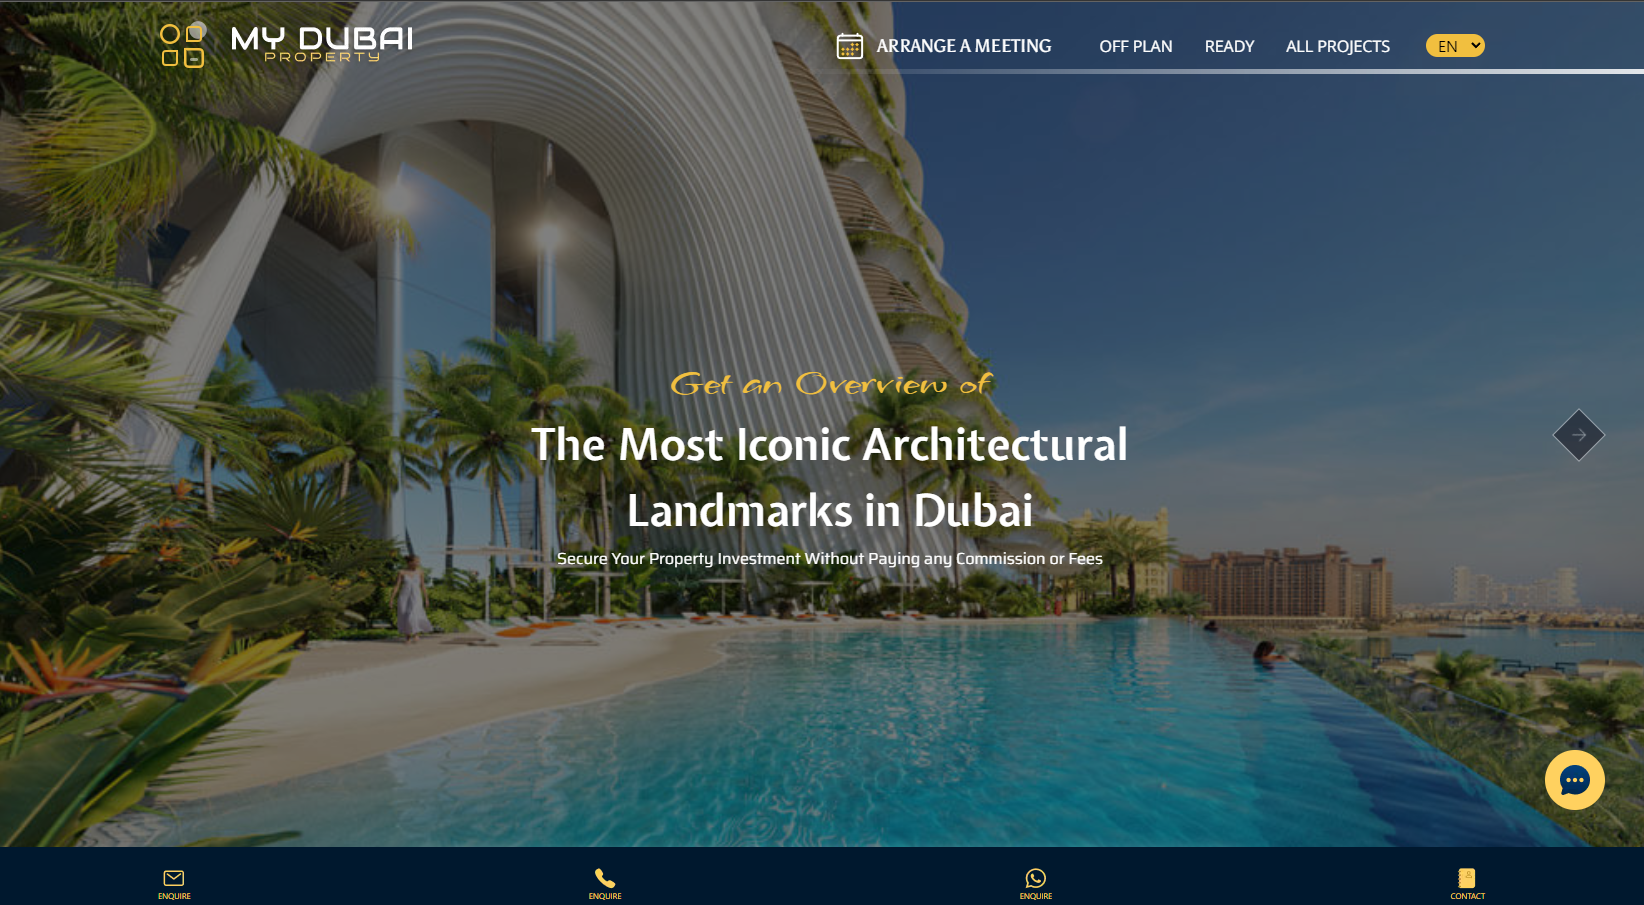 MY DUBAI
PROPERTY
ARRANGE A MEETING
OFF PLAN
READY
ALL PROJECTS
EN
Get an Overview of
The Most Iconic Architectural
Landmarks in Dubai
Secure Your Property Investment Without Paying any Commission or Fees
ENQUIRE
ENQUIRE
ENQUIRE
CONTACT